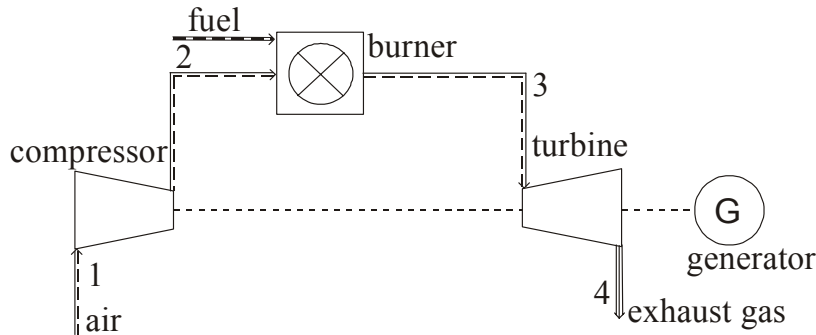 fuel
2
burner
3
compressor
turbine
G
1
generator
4
exhaust gas
air